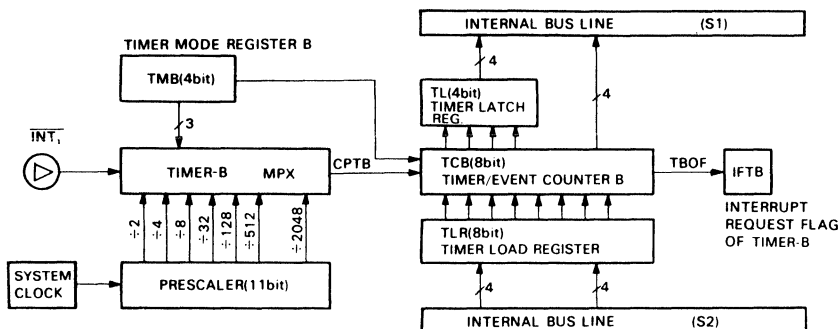 INTERNAL BUS LINE (S1)
TIMER MODE REGISTER B
TMB(4bit)
4
TL(4bit)
TIMER LATCH
REG.
4
3
INT₁
TIMER-B MPX
CPTB
TCB(8bit)
TIMER/EVENT COUNTER B
TBOF
IFTB
INTERRUPT
REQUEST FLAG
OF TIMER-B
÷2
÷4
÷8
÷32
÷128
÷512
÷2048
TLR(8bit)
TIMER LOAD REGISTER
SYSTEM
CLOCK
PRESCALER(11bit)
4
4
INTERNAL BUS LINE (S2)